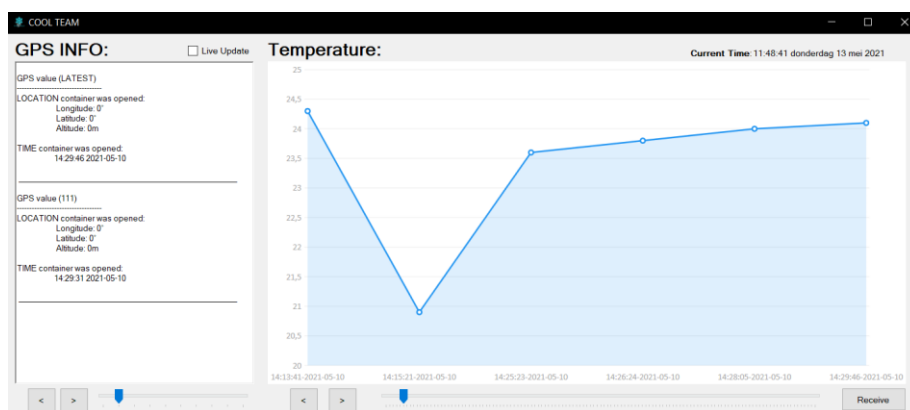 COOL TEAM
GPS INFO:
Live Update
GPS value (LATEST)
--------------------------------
LOCATION container was opened:
Longitude: 0'
Latitude: 0'
Altitude: 0m
TIME container was opened:
14:29:46 2021-05-10
GPS value (111)
--------------------------------
LOCATION container was opened:
Longitude: 0'
Latitude: 0'
Altitude: 0m
TIME container was opened:
14:29:31 2021-05-10
< >
Temperature:
Current Time: 11:48:41 donderdag 13 mei 2021
25
24,5
24
23,5
23
22,5
22
21,5
21
20,5
20
14:13:41-2021-05-10 14:15:21-2021-05-10 14:25:23-2021-05-10 14:26:24-2021-05-10 14:28:05-2021-05-10 14:29:46-2021-05-10
< >
Receive